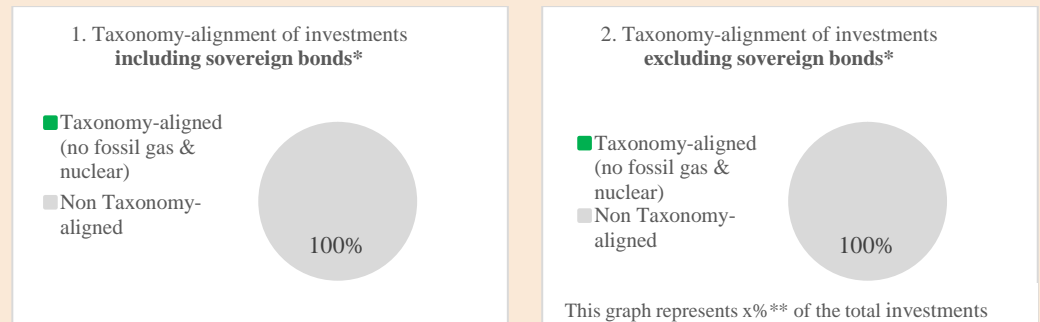 1. Taxonomy-alignment of investments
including sovereign bonds*
Taxonomy-aligned
(no fossil gas &
nuclear)
Non Taxonomy-
aligned
100%
2. Taxonomy-alignment of investments
excluding sovereign bonds*
Taxonomy-aligned
(no fossil gas &
nuclear)
Non Taxonomy-
aligned
100%
This graph represents x%** of the total investments